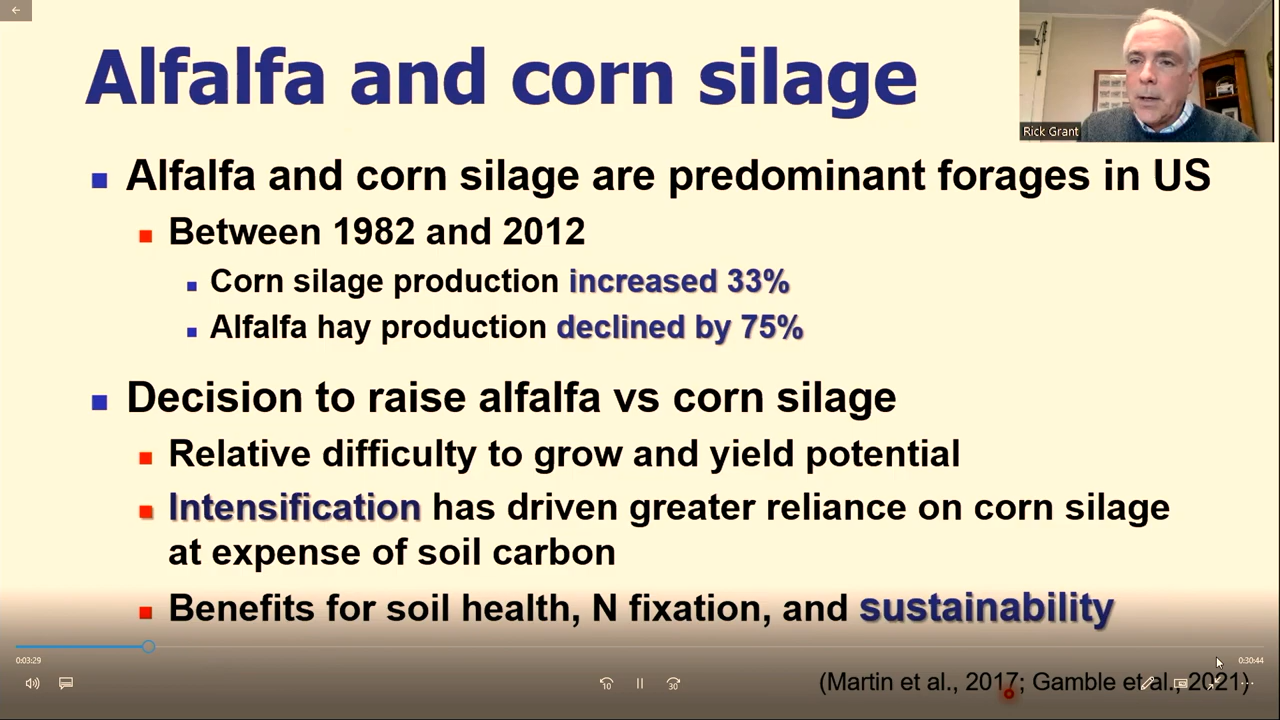 Alfalfa and corn silage
Rick Grant
Alfalfa and corn silage are predominant forages in US
Between 1982 and 2012
Corn silage production increased 33%
Alfalfa hay production declined by 75%
Decision to raise alfalfa vs corn silage
Relative difficulty to grow and yield potential
Intensification has driven greater reliance on corn silage
at expense of soil carbon
Benefits for soil health, N fixation, and sustainability
0:03:29
0:30:44
10
30
(Martin et al., 2017; Gamble et al., 2021)